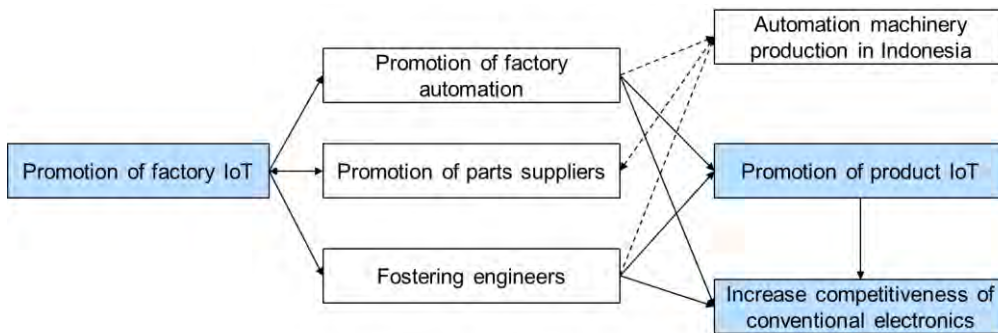 Automation machinery
production in Indonesia
Promotion of factory
automation
Promotion of factory IoT
Promotion of parts suppliers
Promotion of product IoT
Fostering engineers
Increase competitiveness of
conventional electronics